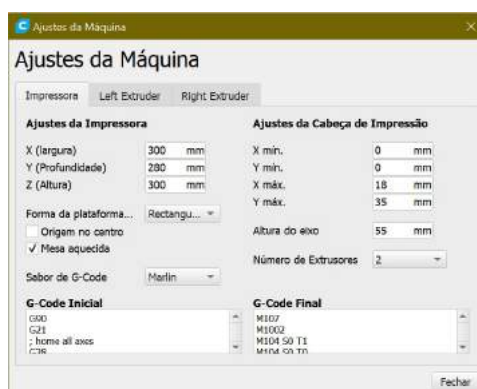 Ajustes da Máquina
Ajustes da Máquina
Impressora Left Extruder Right Extruder
Ajustes da Impressora
X (largura) 300 mm
Y (Profundidade) 280 mm
Z (Altura) 300 mm
Forma da plataforma... Rectangu...
Origem no centro
Mesa aquecida
Sabor de G-Code Marlin
Ajustes da Cabeça de Impressão
X mín. 0 mm
Y mín. 0 mm
X máx. 18 mm
Y máx. 35 mm
Altura do eixo 55 mm
Número de Extrusores 2
G-Code Inicial
G90
G21
; home all axes
G28
G-Code Final
M107
M1002
M104 S0 T1
M104 S0 T0
Fechar